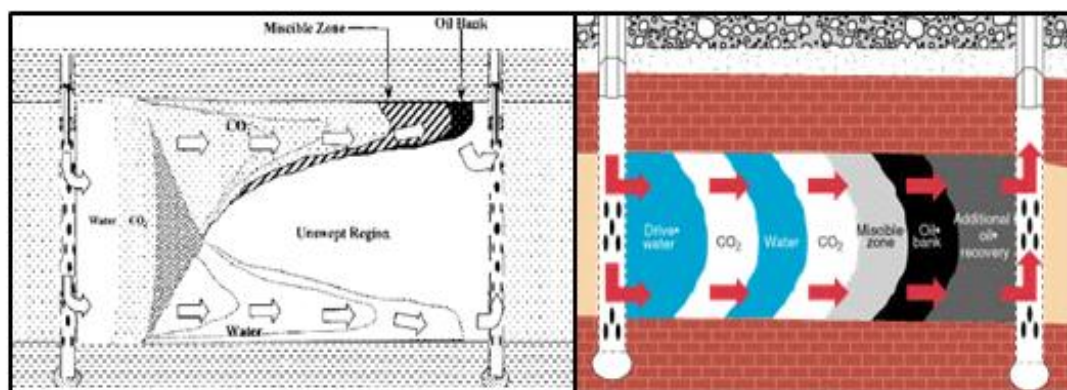 Miscible Zone
Oil Bank
CO2
Water
CO2
Unswept Region
Water
Drive•
water
CO2
Water
CO2
Miscible
zone
Oil•
bank
Additional
oil•
recovery